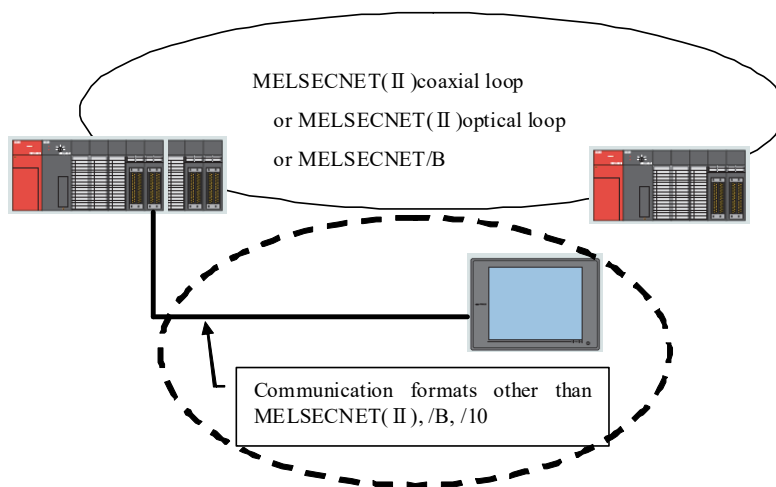 MELSECNET(Ⅱ)coaxial loop
or MELSECNET(Ⅱ)optical loop
or MELSECNET/B
Communication formats other than
MELSECNET(Ⅱ), /B, /10